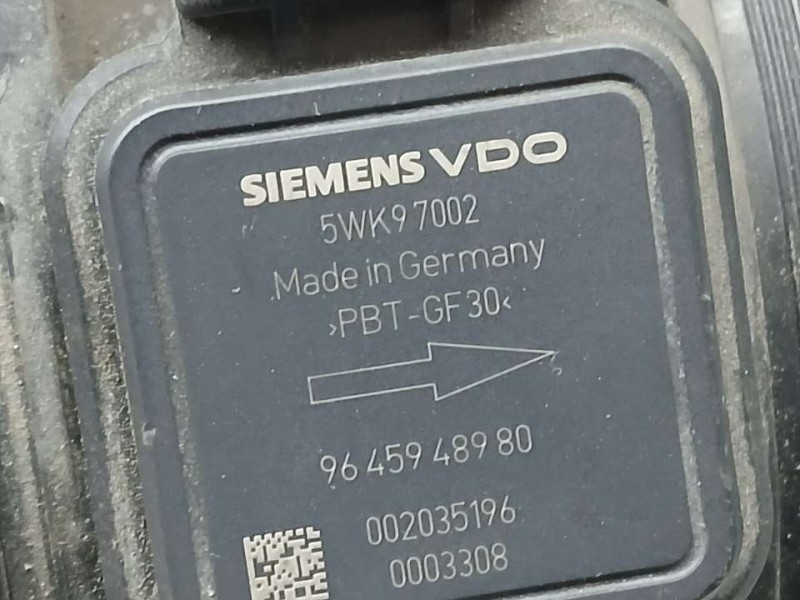 SIEMENS VDO
5WK9 7002
Made in Germany
›PBT-GF30‹
96 459 489 80
002035196
0003308